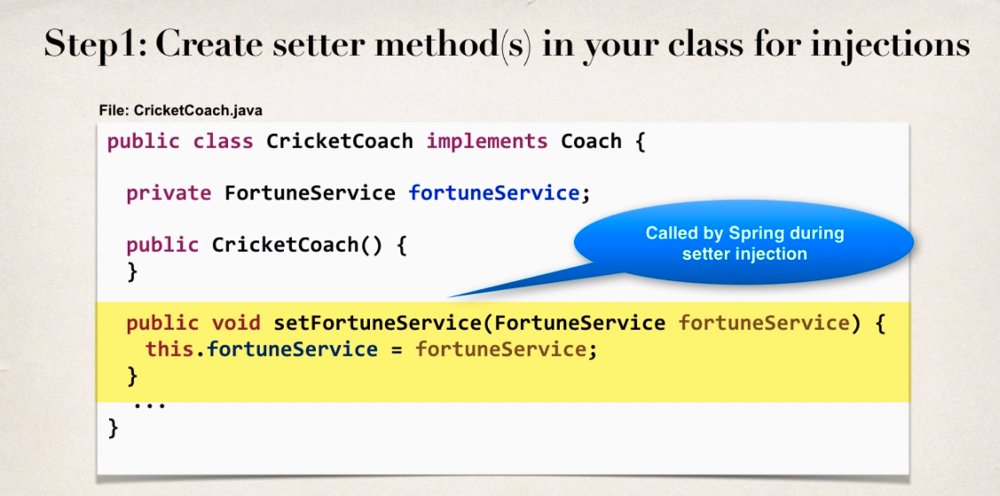 Step1: Create setter method(s) in your class for injections
File: CricketCoach.java
public class CricketCoach implements Coach {
private FortuneService fortuneService;
public CricketCoach() {
}
Called by Spring during
setter injection
public void setFortuneService(FortuneService fortuneService) {
this.fortuneService = fortuneService;
}
...
}